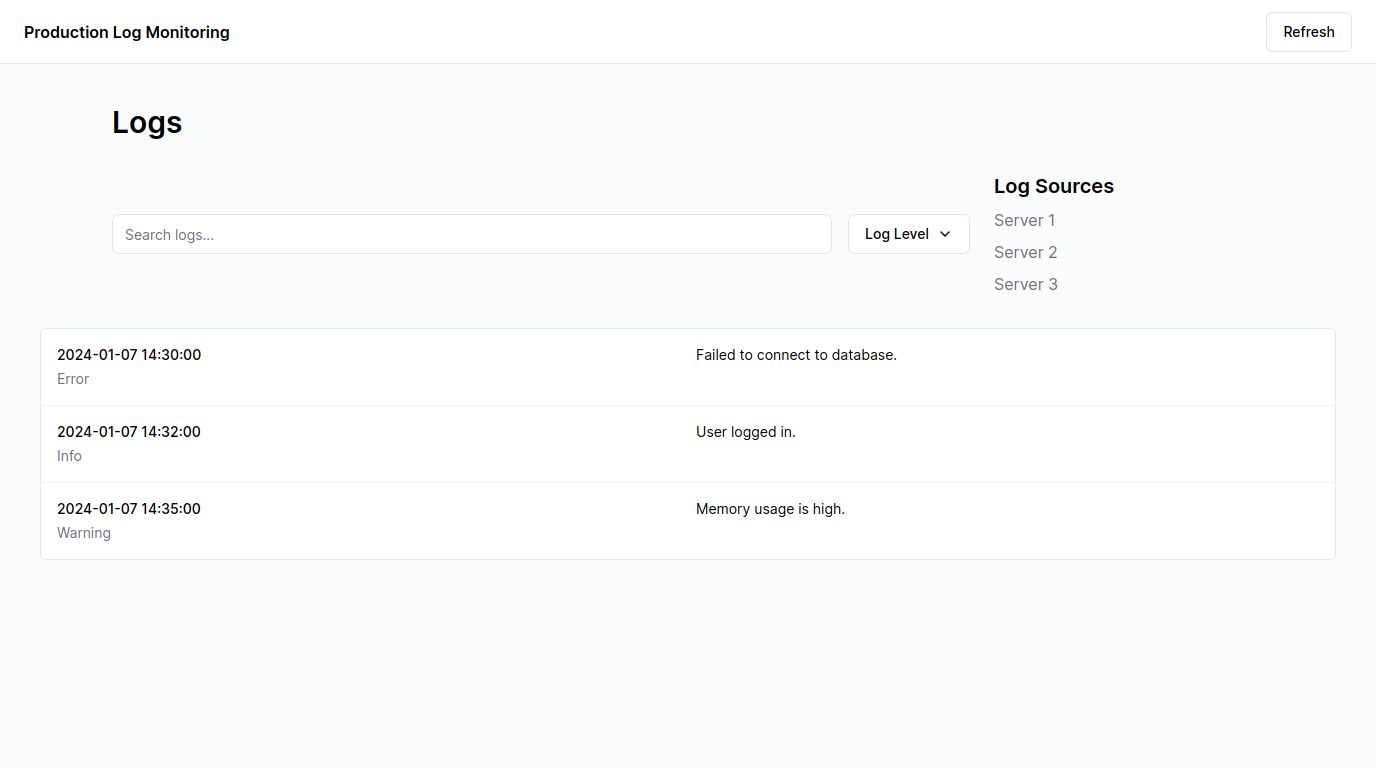 Production Log Monitoring
Refresh
Logs
Search logs...
Log Level
Log Sources
Server 1
Server 2
Server 3
2024-01-07 14:30:00
Failed to connect to database.
Error
2024-01-07 14:32:00
User logged in.
Info
2024-01-07 14:35:00
Memory usage is high.
Warning